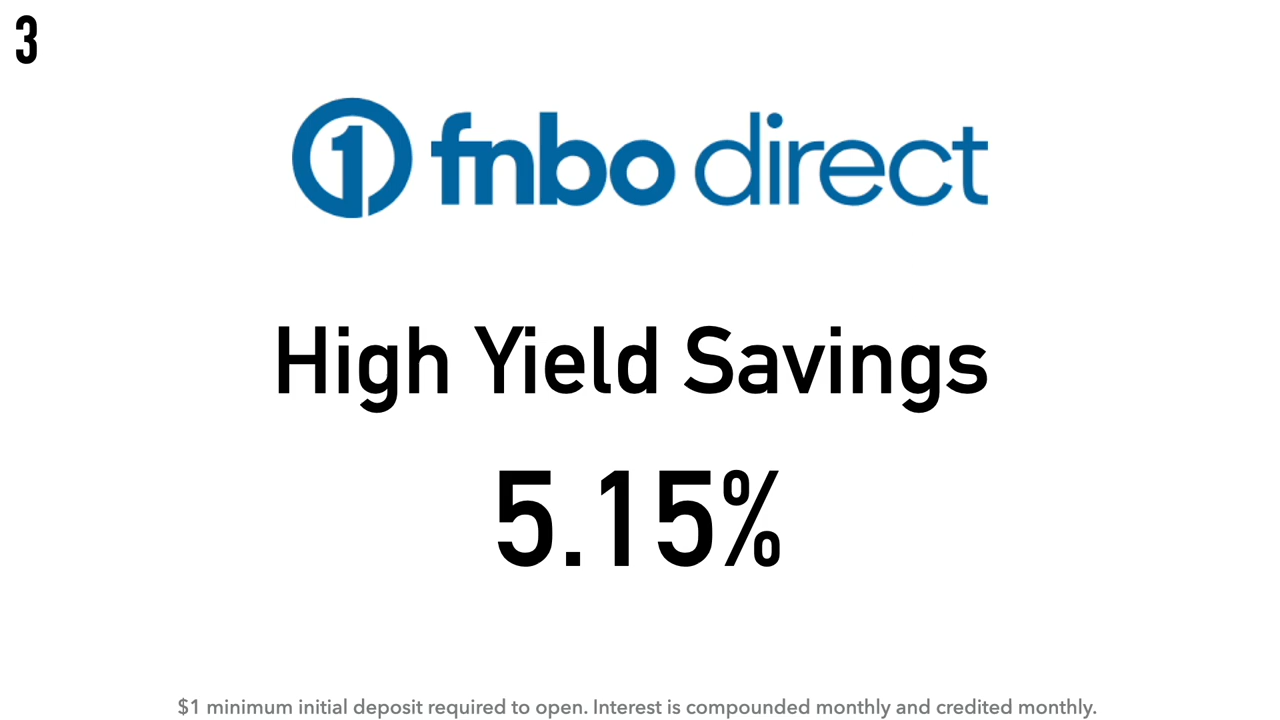 3
1 fnbo direct
High Yield Savings
5.15%
$1 minimum initial deposit required to open. Interest is compounded monthly and credited monthly.